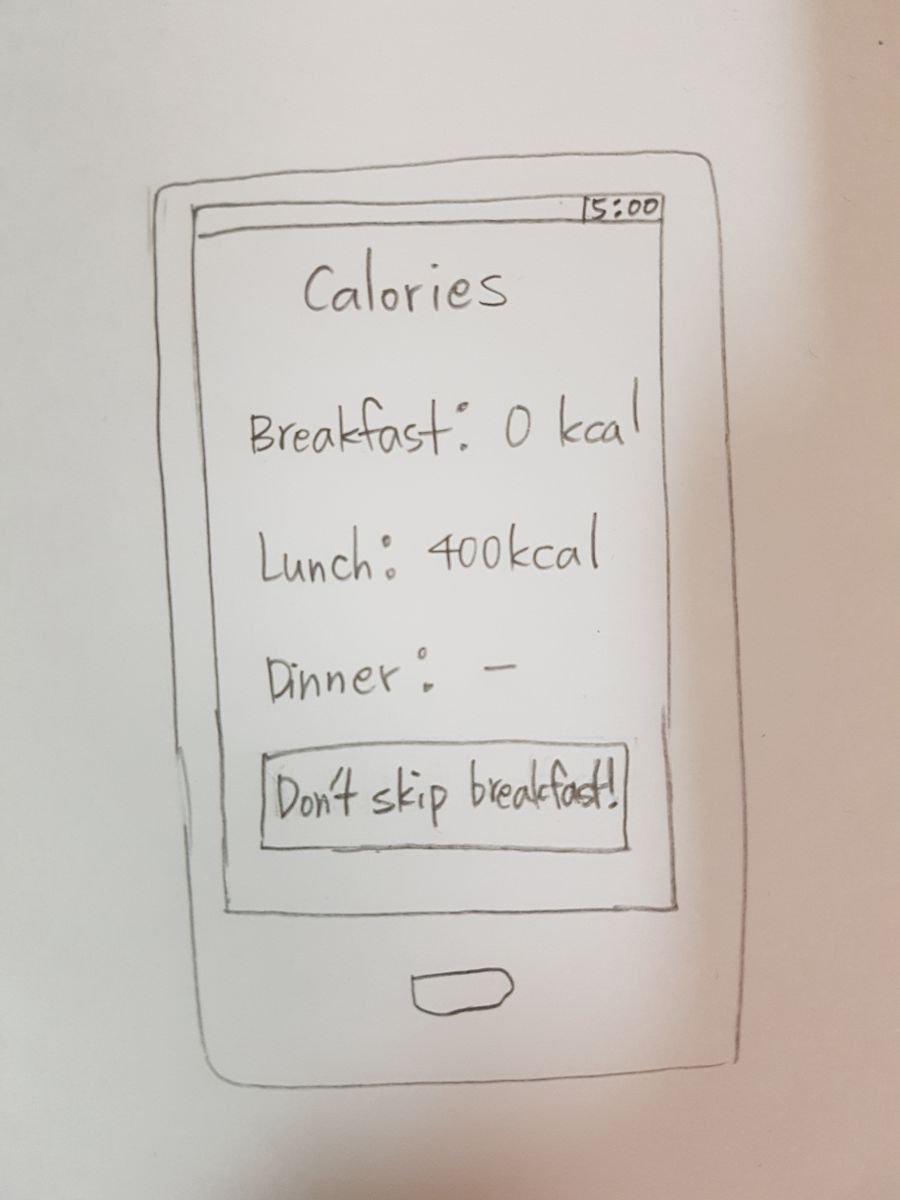 15:00
Calories
Breakfast: 0 kcal
Lunch: 400kcal
Dinner: -
Don't skip breakfast!